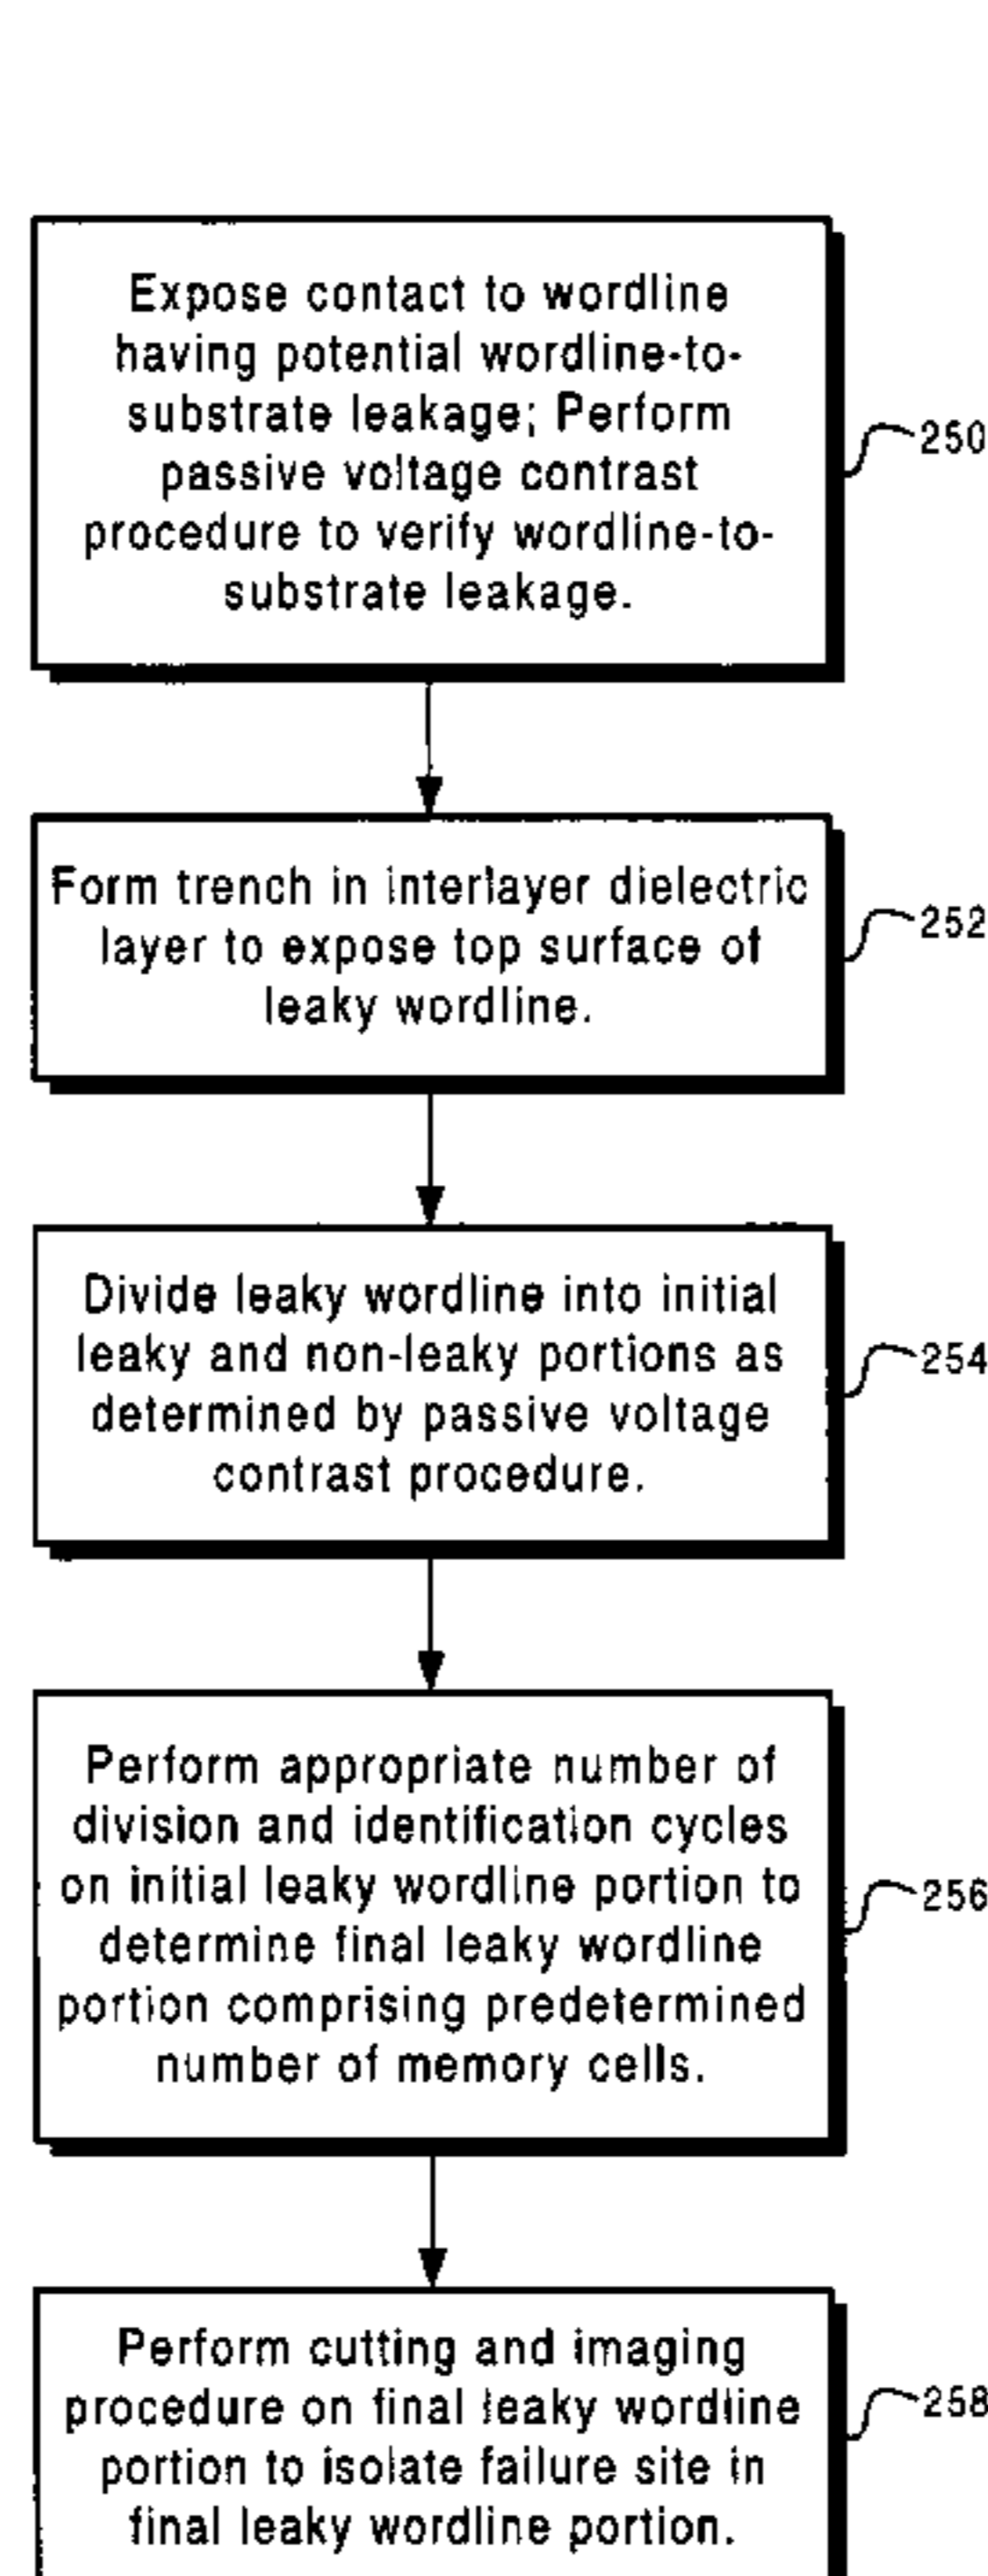 Expose contact to wordline
having potential wordline-to-
substrate leakage; Perform
passive voltage contrast
procedure to verify wordline-to-
substrate leakage.
250
Form trench in interlayer dielectric
layer to expose top surface of
leaky wordline.
252
Divide leaky wordline into initial
leaky and non-leaky portions as
determined by passive voltage
contrast procedure.
254
Perform appropriate number of
division and identification cycles
on initial leaky wordline portion to
determine final leaky wordline
portion comprising predetermined
number of memory cells.
256
Perform cutting and imaging
procedure on final leaky wordline
portion to isolate failure site in
final leaky wordline portion.
258